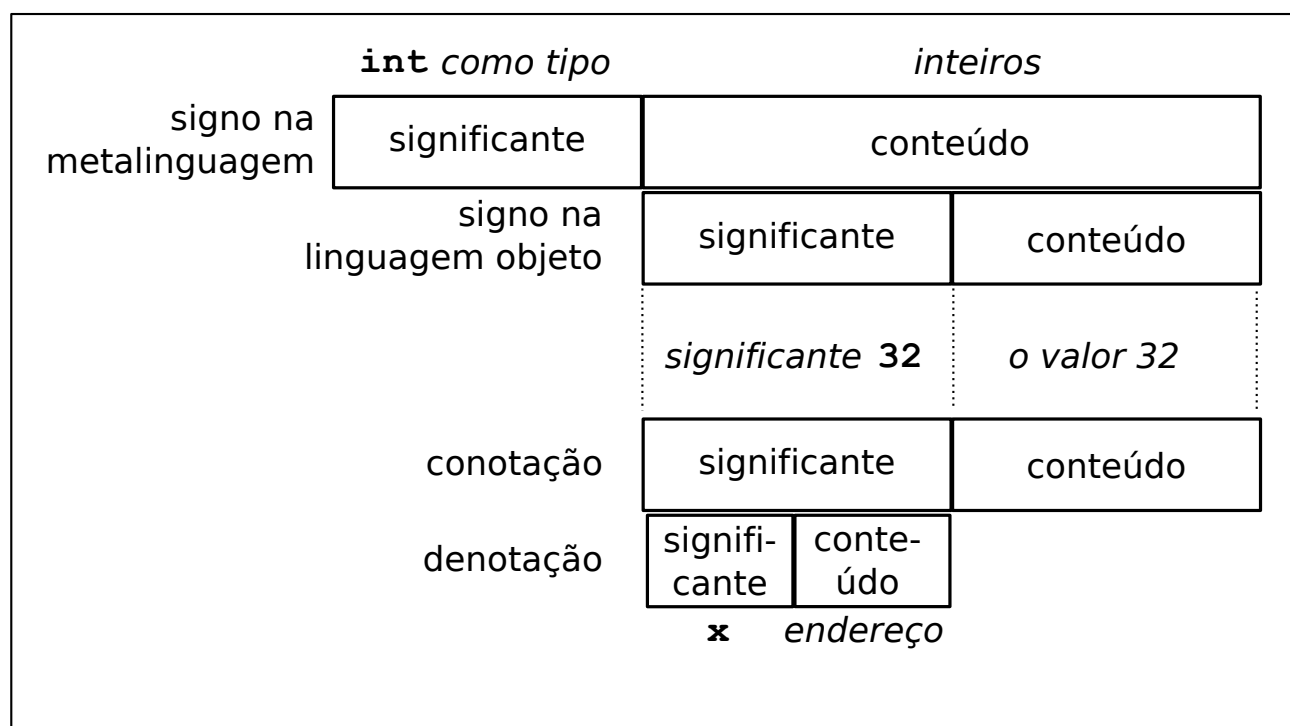 int como tipo
inteiros
signo na
metalinguagem
significante
conteúdo
signo na
linguagem objeto
significante
conteúdo
significante 32
o valor 32
conotação
significante
conteúdo
denotação
signifi-
cante
conte-
údo
x
endereço